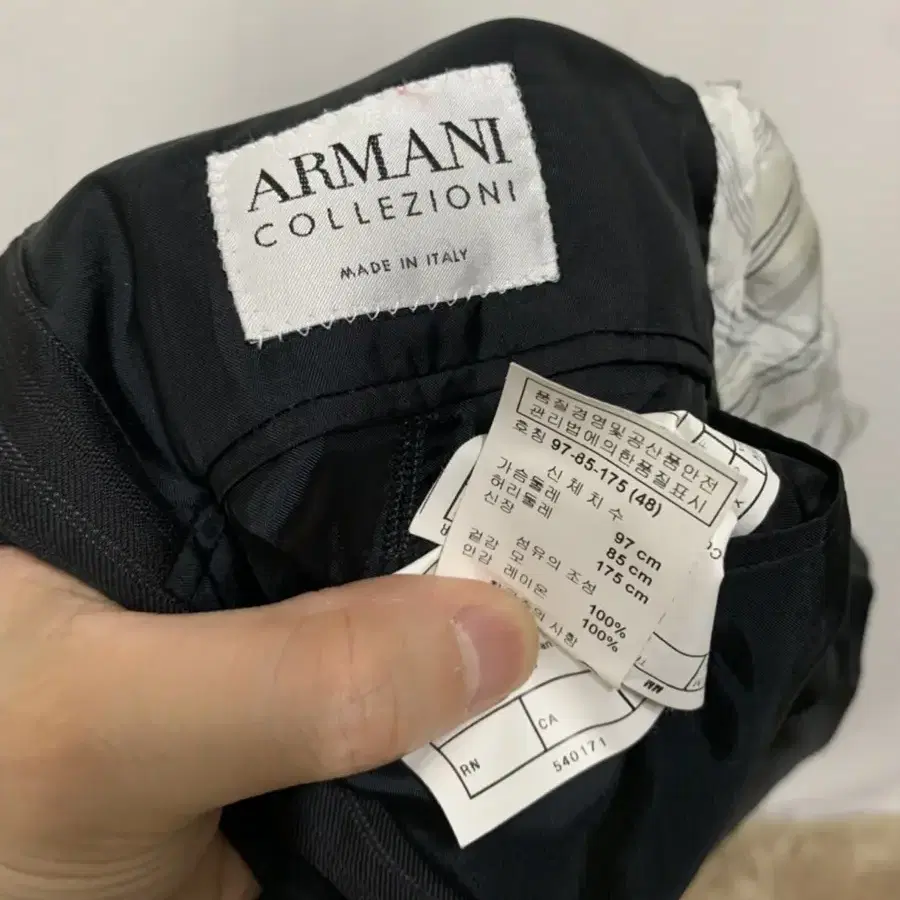 ARMANI
COLLEZIONI
MADE IN ITALY
품질경영및공산품안전
관리법에의한품질표시
호칭 97-85-175 (48)
신체치수
가슴둘레 97 cm
허리둘레 85 cm
신장 175 cm
섬유의 조성
겉감 모 100%
안감 레이온 100%
사항
RN
CA
540171